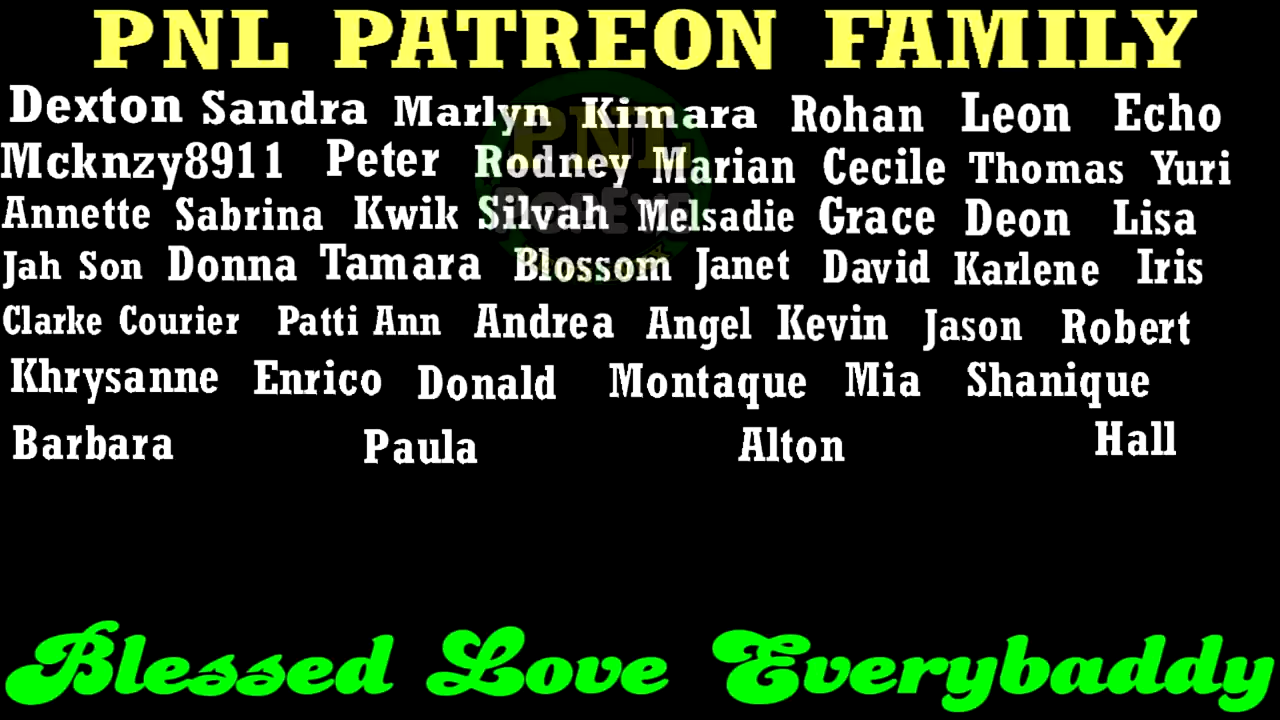 PNL PATREON FAMILY
Dexton Sandra Marlyn Kimara Rohan Leon Echo
Mcknzy8911 Peter Rodney Marian Cecile Thomas Yuri
Annette Sabrina Kwik Silvah Melsadie Grace Deon Lisa
Jah Son Donna Tamara Blossom Janet David Karlene Iris
Clarke Courier Patti Ann Andrea Angel Kevin Jason Robert
Khrysanne Enrico Donald Montaque Mia Shanique
Barbara Paula Alton Hall
PNL
Blessed Love Everybaddy